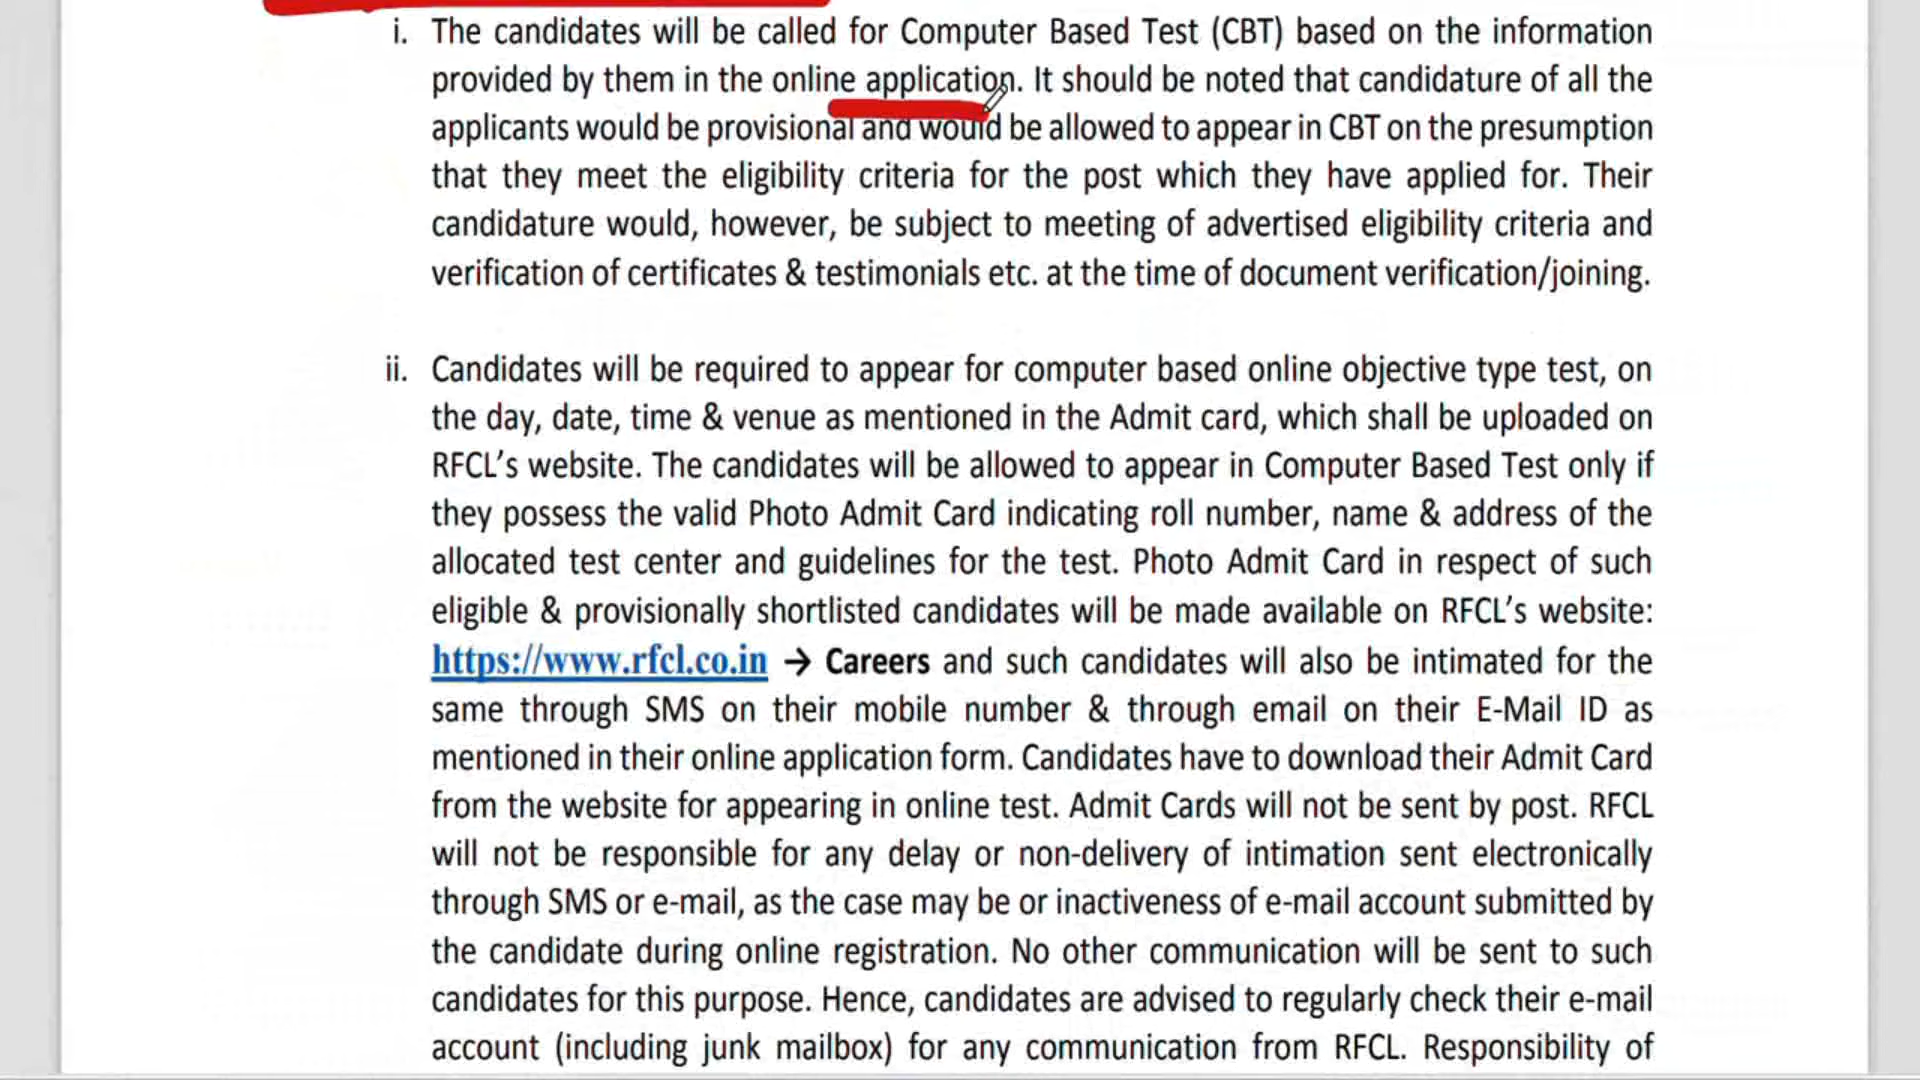 i. The candidates will be called for Computer Based Test (CBT) based on the information
provided by them in the online application. It should be noted that candidature of all the
applicants would be provisional and would be allowed to appear in CBT on the presumption
that they meet the eligibility criteria for the post which they have applied for. Their
candidature would, however, be subject to meeting of advertised eligibility criteria and
verification of certificates & testimonials etc. at the time of document verification/joining.
ii. Candidates will be required to appear for computer based online objective type test, on
the day, date, time & venue as mentioned in the Admit card, which shall be uploaded on
RFCL’s website. The candidates will be allowed to appear in Computer Based Test only if
they possess the valid Photo Admit Card indicating roll number, name & address of the
allocated test center and guidelines for the test. Photo Admit Card in respect of such
eligible & provisionally shortlisted candidates will be made available on RFCL’s website:
https://www.rfcl.co.in → Careers and such candidates will also be intimated for the
same through SMS on their mobile number & through email on their E-Mail ID as
mentioned in their online application form. Candidates have to download their Admit Card
from the website for appearing in online test. Admit Cards will not be sent by post. RFCL
will not be responsible for any delay or non-delivery of intimation sent electronically
through SMS or e-mail, as the case may be or inactiveness of e-mail account submitted by
the candidate during online registration. No other communication will be sent to such
candidates for this purpose. Hence, candidates are advised to regularly check their e-mail
account (including junk mailbox) for any communication from RFCL. Responsibility of